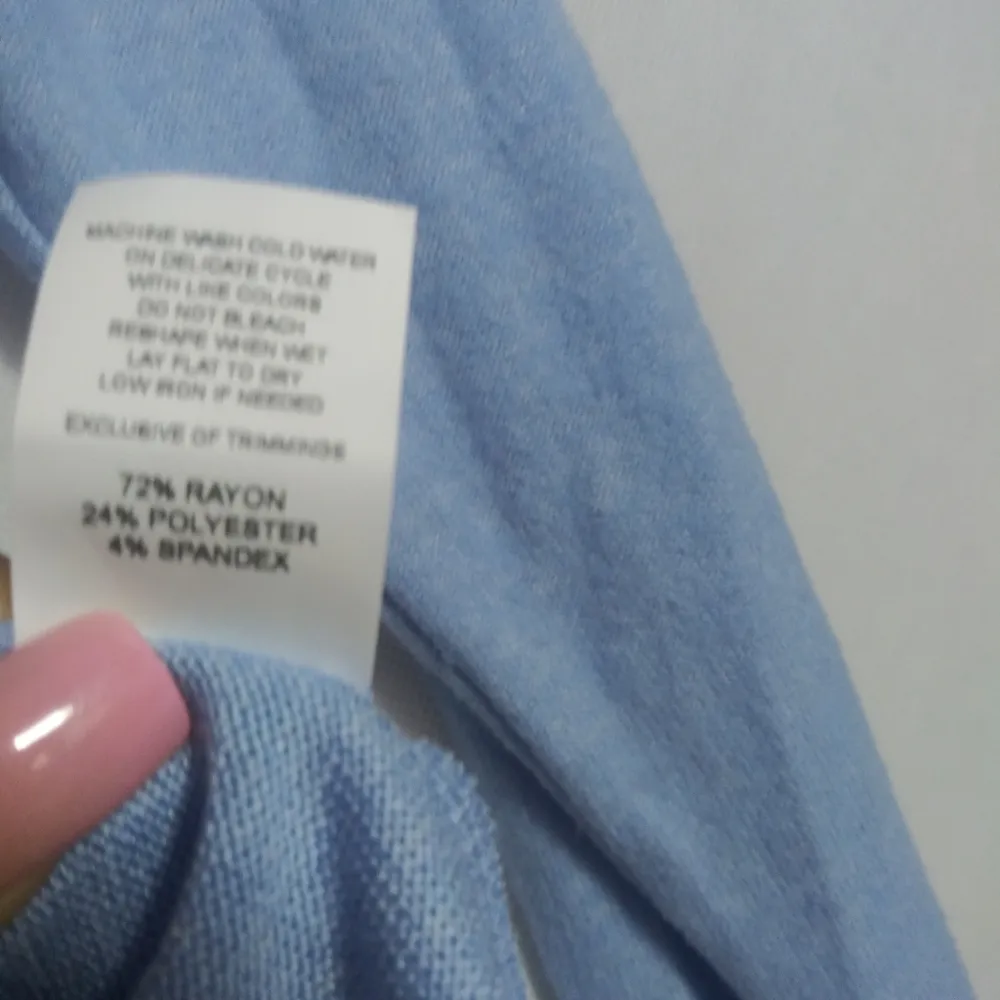 MACHINE WASH COLD WATER
ON DELICATE CYCLE
WITH LIKE COLORS
DO NOT BLEACH
RESHAPE WHEN WET
LAY FLAT TO DRY
LOW IRON IF NEEDED
EXCLUSIVE OF TRIMMINGS
72% RAYON
24% POLYESTER
4% SPANDEX